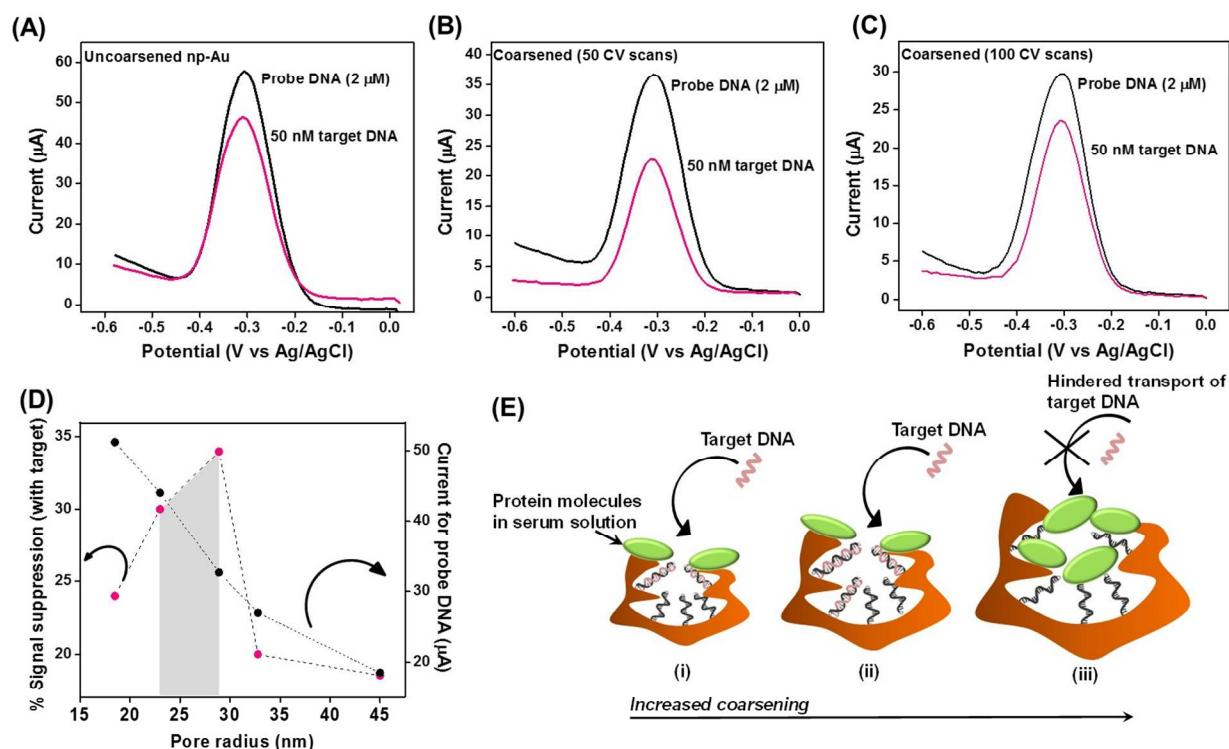 (A)
Uncoarsened np-Au
Probe DNA (2 μM)
50 nM target DNA
Current (μA)
60
50
40
30
20
10
0
-0.6 -0.5 -0.4 -0.3 -0.2 -0.1 0.0
Potential (V vs Ag/AgCl)
(B)
Coarsened (50 CV scans)
Probe DNA (2 μM)
50 nM target DNA
Current (μA)
40
35
30
25
20
15
10
5
0
-0.6 -0.5 -0.4 -0.3 -0.2 -0.1 0.0
Potential (V vs Ag/AgCl)
(C)
Coarsened (100 CV scans)
Probe DNA (2 μM)
50 nM target DNA
Current (μA)
30
25
20
15
10
5
0
-0.6 -0.5 -0.4 -0.3 -0.2 -0.1 0.0
Potential (V vs Ag/AgCl)
(D)
% Signal suppression (with target)
35
30
25
20
Current for probe
DNA (μA)
50
40
30
20
15 20 25 30 35 40 45
Pore radius (nm)
(E)
Hindered transport of
target DNA
Target DNA
Target DNA
Protein molecules
in serum solution
(i)
(ii)
(iii)
Increased coarsening